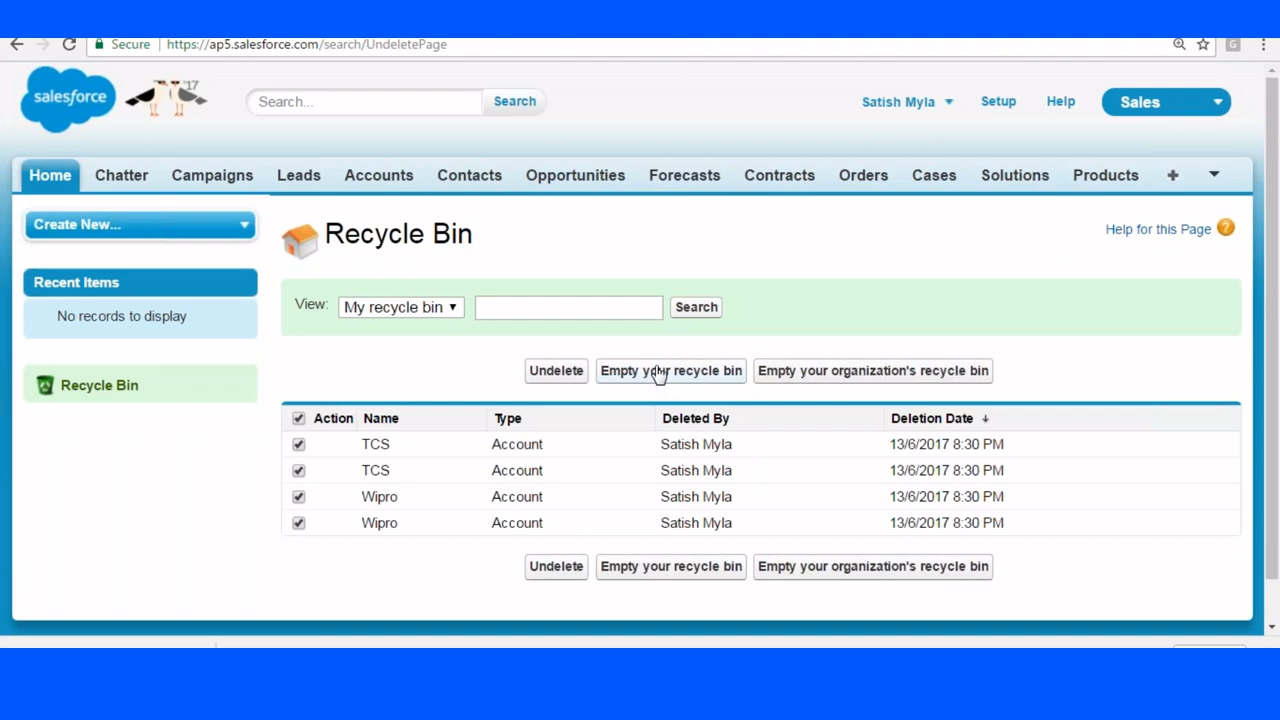 Secure https://ap5.salesforce.com/search/UndeletePage G
salesforce '17 Search... Search Satish Myla Setup Help Sales
Home Chatter Campaigns Leads Accounts Contacts Opportunities Forecasts Contracts Orders Cases Solutions Products
Create New...
Recycle Bin
Help for this Page ?
Recent Items
No records to display
Recycle Bin
View: My recycle bin Search
Undelete Empty your recycle bin Empty your organization's recycle bin
Action Name Type Deleted By Deletion Date
TCS Account Satish Myla 13/6/2017 8:30 PM
TCS Account Satish Myla 13/6/2017 8:30 PM
Wipro Account Satish Myla 13/6/2017 8:30 PM
Wipro Account Satish Myla 13/6/2017 8:30 PM
Undelete Empty your recycle bin Empty your organization's recycle bin